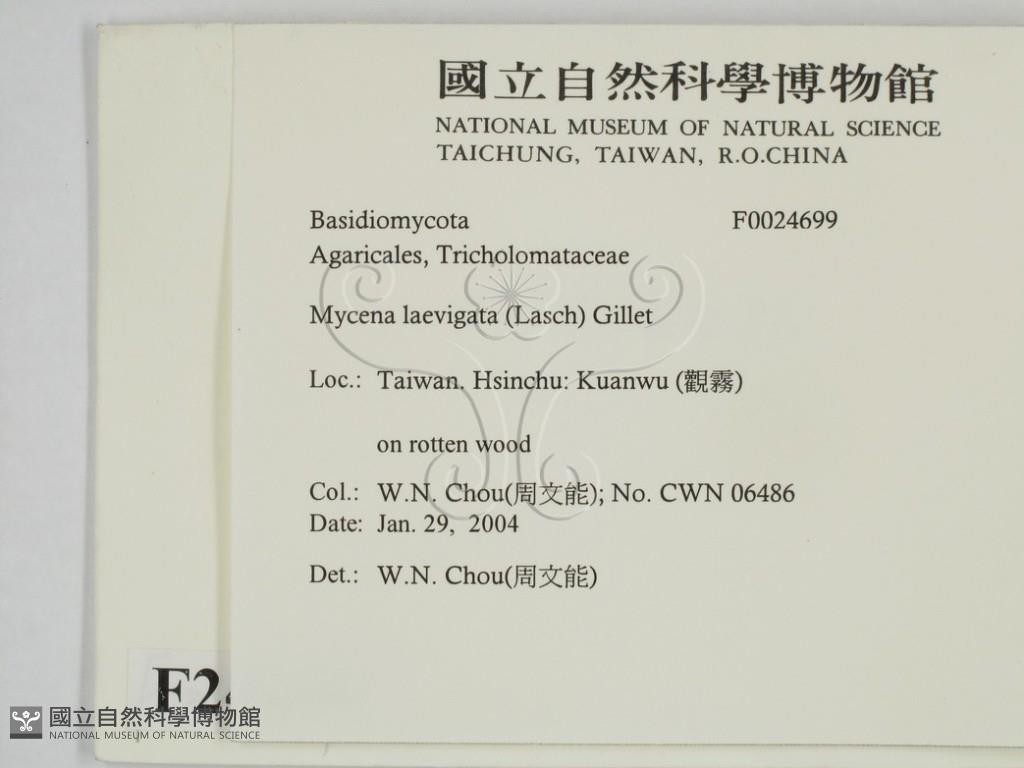 國立自然科學博物館
NATIONAL MUSEUM OF NATURAL SCIENCE
TAICHUNG, TAIWAN, R.O.CHINA
Basidiomycota F0024699
Agaricales, Tricholomataceae
Mycena laevigata (Lasch) Gillet
Loc.: Taiwan. Hsinchu: Kuanwu (觀霧)
on rotten wood
Col.: W.N. Chou(周文能); No. CWN 06486
Date: Jan. 29, 2004
Det.: W.N. Chou(周文能)
F2
國立自然科學博物館
NATIONAL MUSEUM OF NATURAL SCIENCE